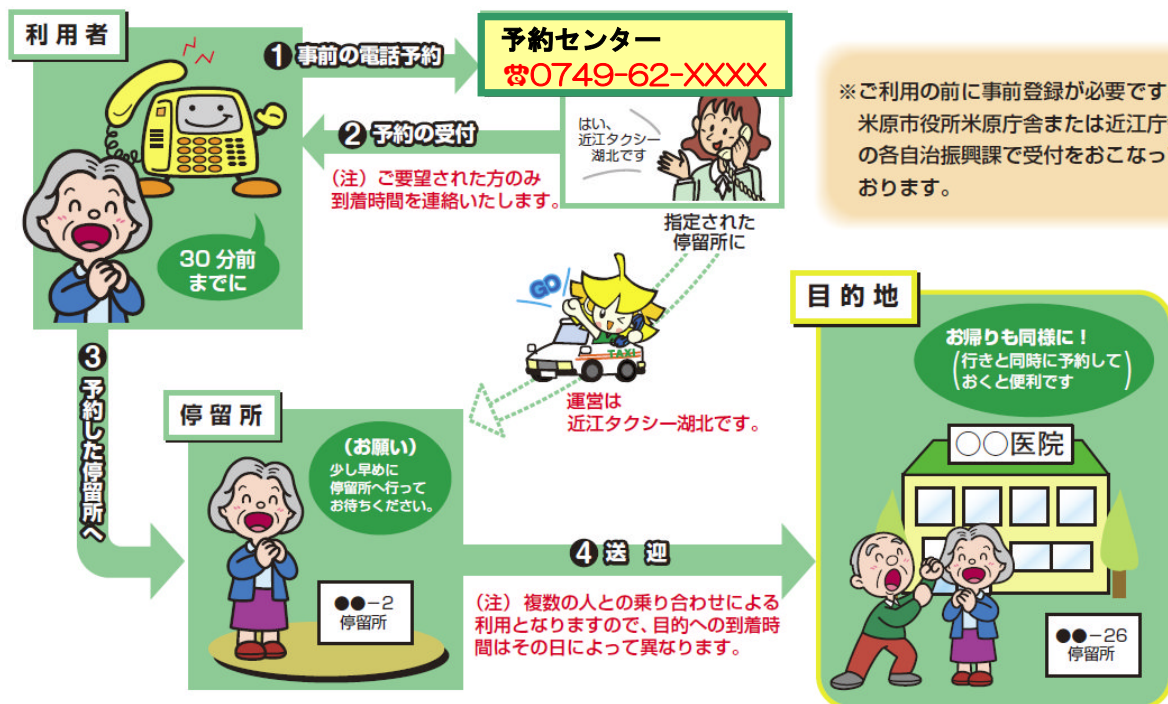 利用者
❶事前の電話予約
予約センター
☎0749-62-XXXX
※ご利用の前に事前登録が必要です
米原市役所米原庁舎または近江庁
の各自治振興課で受付をおこなっ
おります。
❷予約の受付
はい、
近江タクシー
湖北です
(注)ご要望された方のみ
到着時間を連絡いたします。
30分前
までに
指定された
停留所に
GO
TAXI
運営は
近江タクシー湖北です。
❸予約した停留所へ
停留所
(お願い)
少し早めに
停留所へ行って
お待ちください。
●●-2
停留所
❹送迎
(注)複数の人との乗り合わせによる
利用となりますので、目的への到着時
間はその日によって異なります。
目的地
お帰りも同様に!
(行きと同時に予約して
おくと便利です)
○○医院
●●-26
停留所